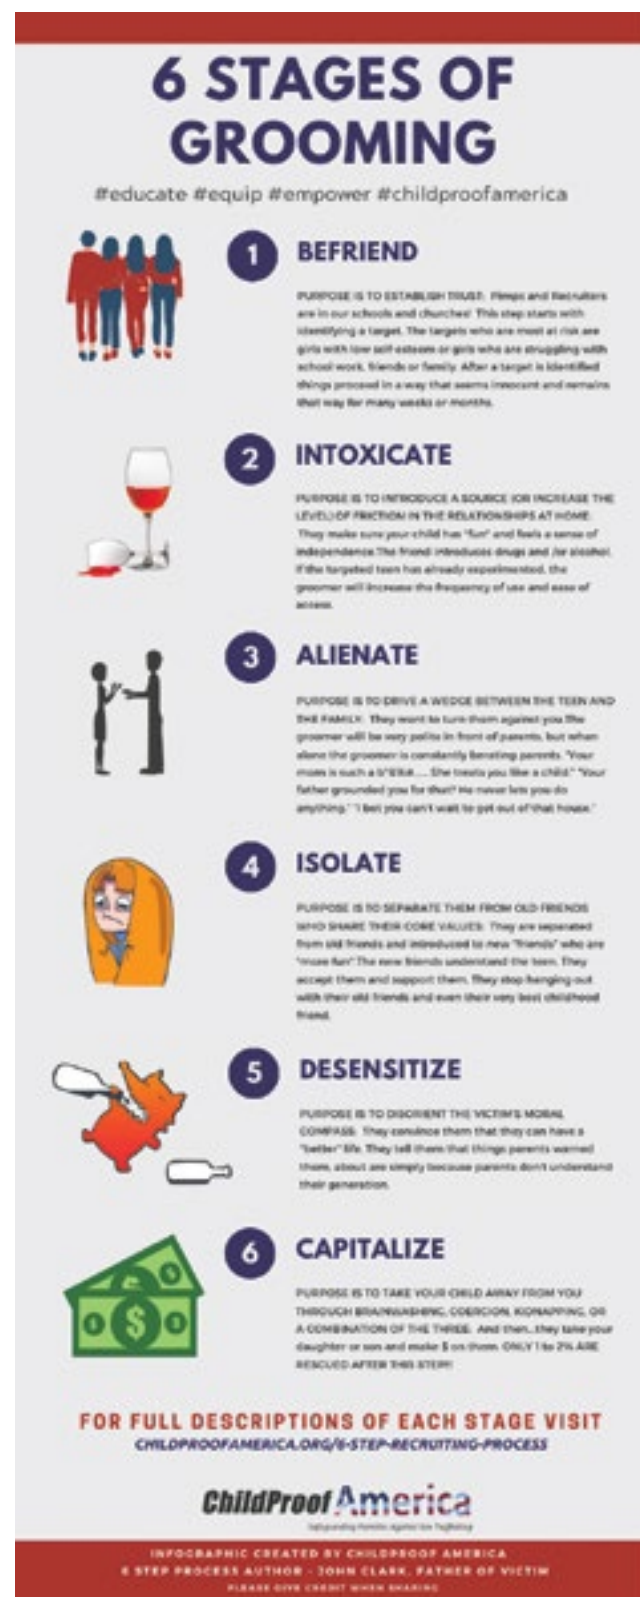 6 STAGES OF
GROOMING
#educate #equip #empower #childproofamerica
1
BEFRIEND
PURPOSE IS TO ESTABLISH TRUST: Pimps and Recruiters
are in our schools and churches! This step starts with
identifying a target. The targets who are most at risk are
girls with low self esteem or girls who are struggling with
school work, friends or family. After a target is identified
things proceed in a way that seems innocent and remains
that way for many weeks or months.
2
INTOXICATE
PURPOSE IS TO INTRODUCE A SOURCE (OR INCREASE THE
LEVEL) OF FRICTION IN THE RELATIONSHIPS AT HOME:
They make sure your child has "fun" and feels a sense of
independence. The friend introduces drugs and /or alcohol.
If the targeted teen has already experimented, the
groomer will increase the frequency of use and ease of
access.
3
ALIENATE
PURPOSE IS TO DRIVE A WEDGE BETWEEN THE TEEN AND
THE FAMILY: They want to turn them against you. The
groomer will be very polite in front of parents, but when
alone the groomer is constantly berating parents. "Your
mom is such a She treats you like a child." "Your
father grounded you for that? He never lets you do
anything." "I bet you can't wait to get out of that house."
4
ISOLATE
PURPOSE IS TO SEPARATE THEM FROM OLD FRIENDS
WHO SHARE THEIR CORE VALUES: They are separated
from old friends and introduced to new "friends" who are
"more fun" The new friends understand the teen. They
accept them and support them. They stop hanging out
with their old friends and even their very best childhood
friend.
5
DESENSITIZE
PURPOSE IS TO DISORIENT THE VICTIM'S MORAL
COMPASS: They convince them that they can have a
"better" life. They tell them that things parents warned
them about are simply because parents don't understand
their generation.
6
CAPITALIZE
PURPOSE IS TO TAKE YOUR CHILD AWAY FROM YOU
THROUGH BRAINWASHING, COERCION, KIDNAPPING, OR
A COMBINATION OF THE THREE: And then...they take your
daughter or son and make $ on them. ONLY 1 to 2% ARE
RESCUED AFTER THIS STEP!!!
FOR FULL DESCRIPTIONS OF EACH STAGE VISIT
CHILDPROOFAMERICA.ORG/6-STEP-RECRUITING-PROCESS
ChildProof America
Safeguarding Families Against Sex Trafficking
INFOGRAPHIC CREATED BY CHILDPROOF AMERICA
6 STEP PROCESS AUTHOR - JOHN CLARK, FATHER OF VICTIM
PLEASE GIVE CREDIT WHEN SHARING